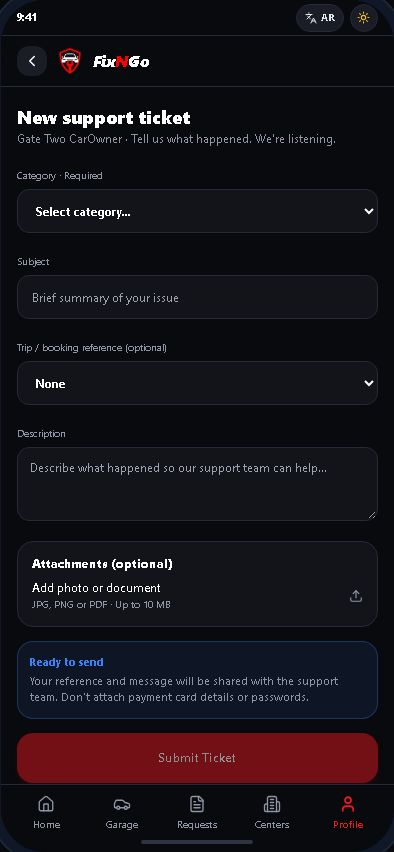 9:41
AR
FixNGo
New support ticket
Gate Two CarOwner · Tell us what happened. We're listening.
Category · Required
Select category...
Subject
Brief summary of your issue
Trip / booking reference (optional)
None
Description
Describe what happened so our support team can help...
Attachments (optional)
Add photo or document
JPG, PNG or PDF · Up to 10 MB
Ready to send
Your reference and message will be shared with the support
team. Don't attach payment card details or passwords.
Submit Ticket
Home Garage Requests Centers Profile